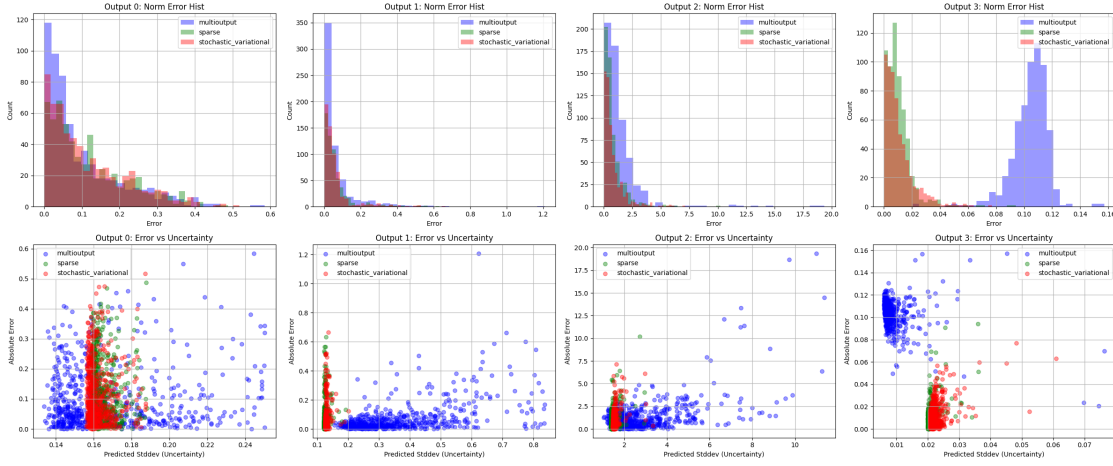 Output 0: Norm Error Hist
120
100
80
60
40
20
0
Count
0.0 0.1 0.2 0.3 0.4 0.5 0.6
Error
multioutput
sparse
stochastic_variational
Output 1: Norm Error Hist
350
300
250
200
150
100
50
0
Count
0.0 0.2 0.4 0.6 0.8 1.0 1.2
Error
multioutput
sparse
stochastic_variational
Output 2: Norm Error Hist
200
175
150
125
100
75
50
25
0
Count
0.0 2.5 5.0 7.5 10.0 12.5 15.0 17.5 20.0
Error
multioutput
sparse
stochastic_variational
Output 3: Norm Error Hist
120
100
80
60
40
20
0
Count
0.00 0.02 0.04 0.06 0.08 0.10 0.12 0.14 0.16
Error
multioutput
sparse
stochastic_variational
Output 0: Error vs Uncertainty
0.6
0.5
0.4
0.3
0.2
0.1
0.0
Absolute Error
0.14 0.16 0.18 0.20 0.22 0.24
Predicted Stddev (Uncertainty)
multioutput
sparse
stochastic_variational
Output 1: Error vs Uncertainty
1.2
1.0
0.8
0.6
0.4
0.2
0.0
Absolute Error
0.1 0.2 0.3 0.4 0.5 0.6 0.7 0.8
Predicted Stddev (Uncertainty)
multioutput
sparse
stochastic_variational
Output 2: Error vs Uncertainty
20.0
17.5
15.0
12.5
10.0
7.5
5.0
2.5
0.0
Absolute Error
2 4 6 8 10
Predicted Stddev (Uncertainty)
multioutput
sparse
stochastic_variational
Output 3: Error vs Uncertainty
0.16
0.14
0.12
0.10
0.08
0.06
0.04
0.02
0.00
Absolute Error
0.01 0.02 0.03 0.04 0.05 0.06 0.07
Predicted Stddev (Uncertainty)
multioutput
sparse
stochastic_variational